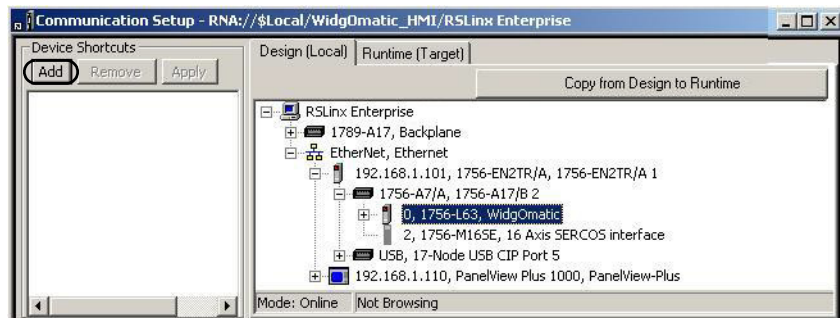 Communication Setup - RNA://$Local/WidgOmatic_HMI/RSLinx Enterprise
Device Shortcuts
Add Remove Apply
Design (Local) Runtime (Target)
Copy from Design to Runtime
RSLinx Enterprise
1789-A17, Backplane
EtherNet, Ethernet
192.168.1.101, 1756-EN2TR/A, 1756-EN2TR/A 1
1756-A7/A, 1756-A17/B 2
0, 1756-L63, WidgOmatic
2, 1756-M16SE, 16 Axis SERCOS interface
USB, 17-Node USB CIP Port 5
192.168.1.110, PanelView Plus 1000, PanelView-Plus
Mode: Online Not Browsing